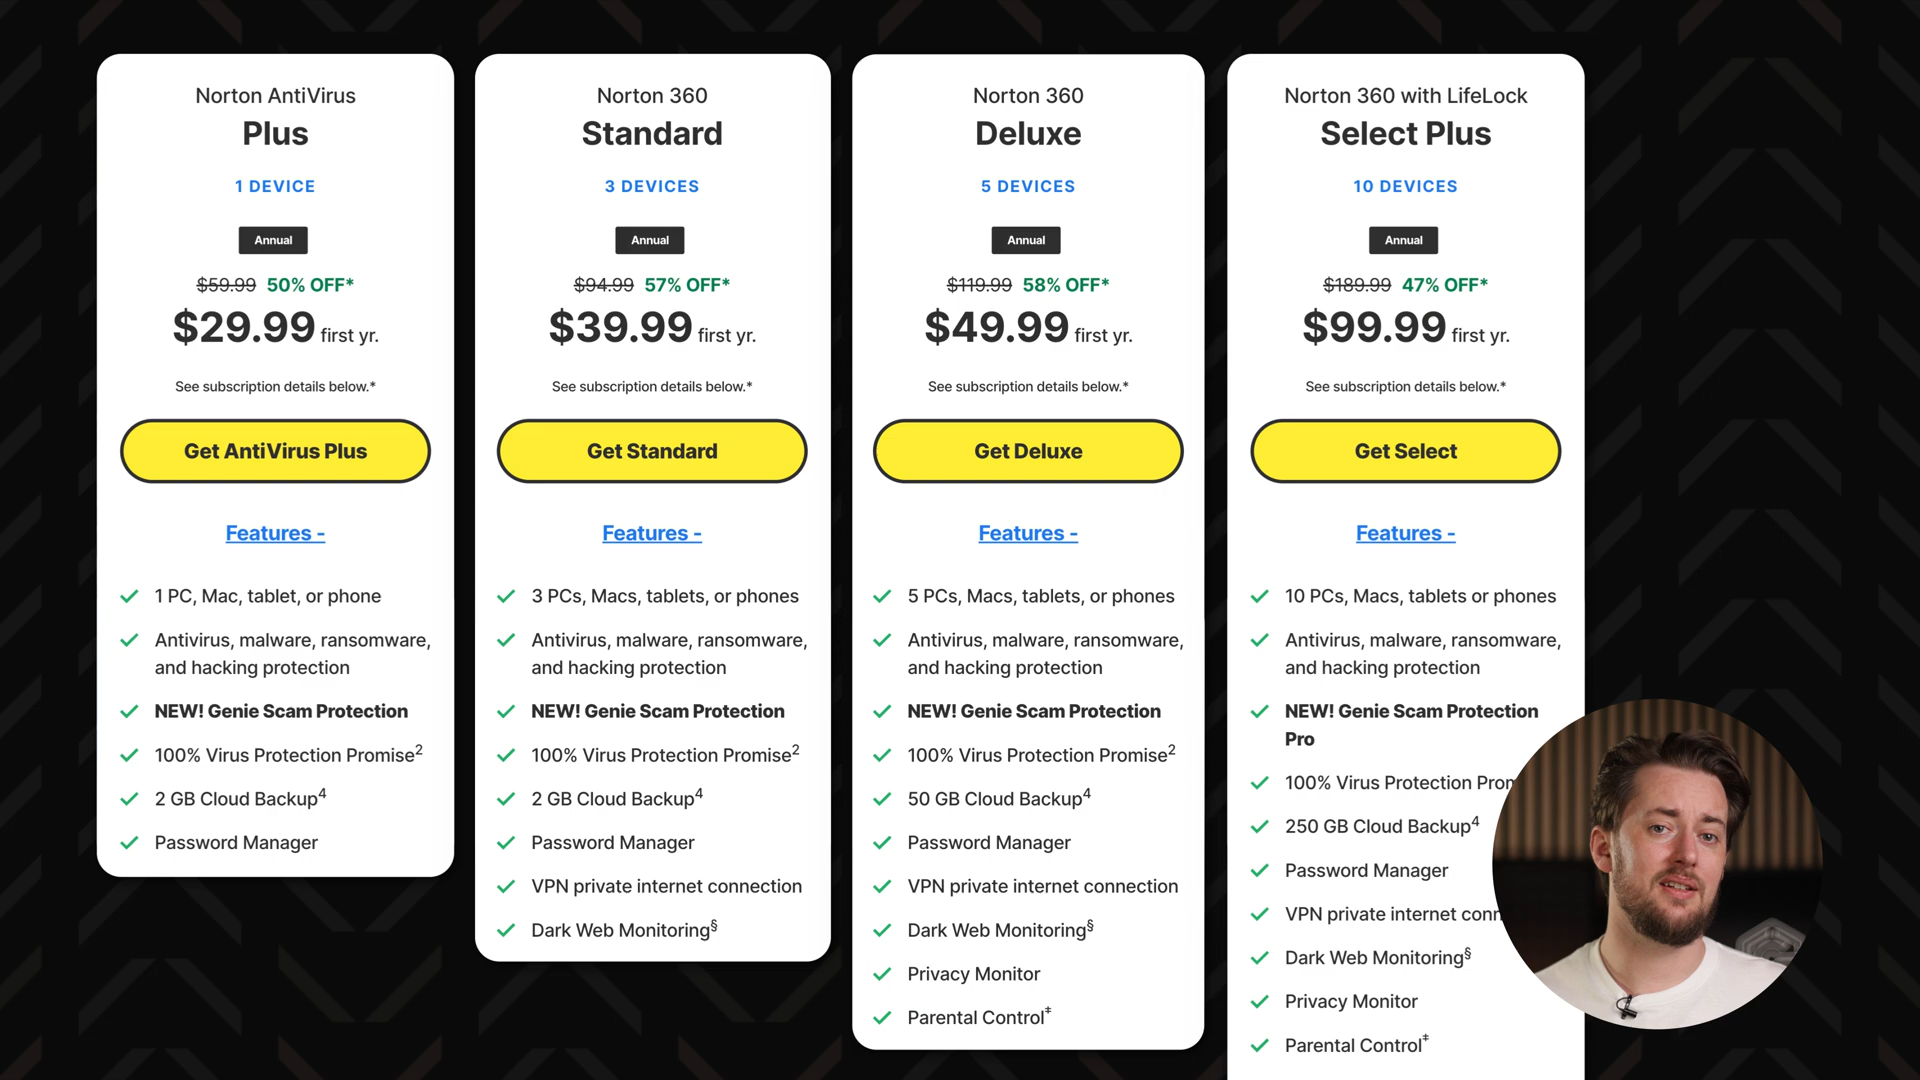 Norton AntiVirus
Plus
1 DEVICE
Annual
$59.99 50% OFF*
$29.99 first yr.
See subscription details below.*
Get AntiVirus Plus
Features -
1 PC, Mac, tablet, or phone
Antivirus, malware, ransomware,
and hacking protection
NEW! Genie Scam Protection
100% Virus Protection Promise²
2 GB Cloud Backup⁴
Password Manager
Norton 360
Standard
3 DEVICES
Annual
$94.99 57% OFF*
$39.99 first yr.
See subscription details below.*
Get Standard
Features -
3 PCs, Macs, tablets, or phones
Antivirus, malware, ransomware,
and hacking protection
NEW! Genie Scam Protection
100% Virus Protection Promise²
2 GB Cloud Backup⁴
Password Manager
VPN private internet connection
Dark Web Monitoring§
Norton 360
Deluxe
5 DEVICES
Annual
$119.99 58% OFF*
$49.99 first yr.
See subscription details below.*
Get Deluxe
Features -
5 PCs, Macs, tablets, or phones
Antivirus, malware, ransomware,
and hacking protection
NEW! Genie Scam Protection
100% Virus Protection Promise²
50 GB Cloud Backup⁴
Password Manager
VPN private internet connection
Dark Web Monitoring§
Privacy Monitor
Parental Control‡
Norton 360 with LifeLock
Select Plus
10 DEVICES
Annual
$189.99 47% OFF*
$99.99 first yr.
See subscription details below.*
Get Select
Features -
10 PCs, Macs, tablets or phones
Antivirus, malware, ransomware,
and hacking protection
NEW! Genie Scam Protection
Pro
100% Virus Protection
250 GB Cloud Backup⁴
Password Manager
VPN private internet
Dark Web Monitoring§
Privacy Monitor
Parental Control‡